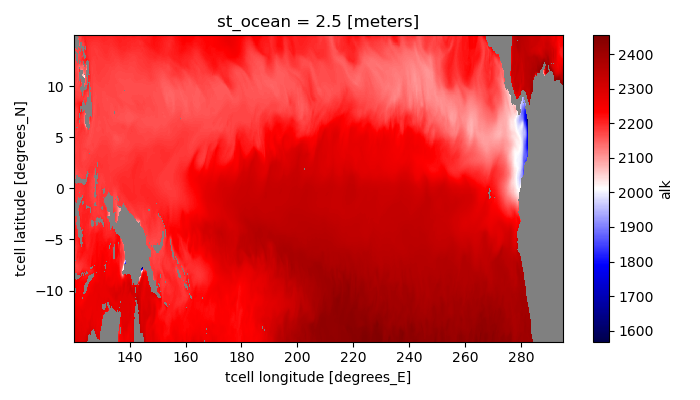 st_ocean = 2.5 [meters]
10
5
0
−5
−10
tcell latitude [degrees_N]
140 160 180 200 220 240 260 280
tcell longitude [degrees_E]
2400
2300
2200
2100
2000
1900
1800
1700
1600
alk